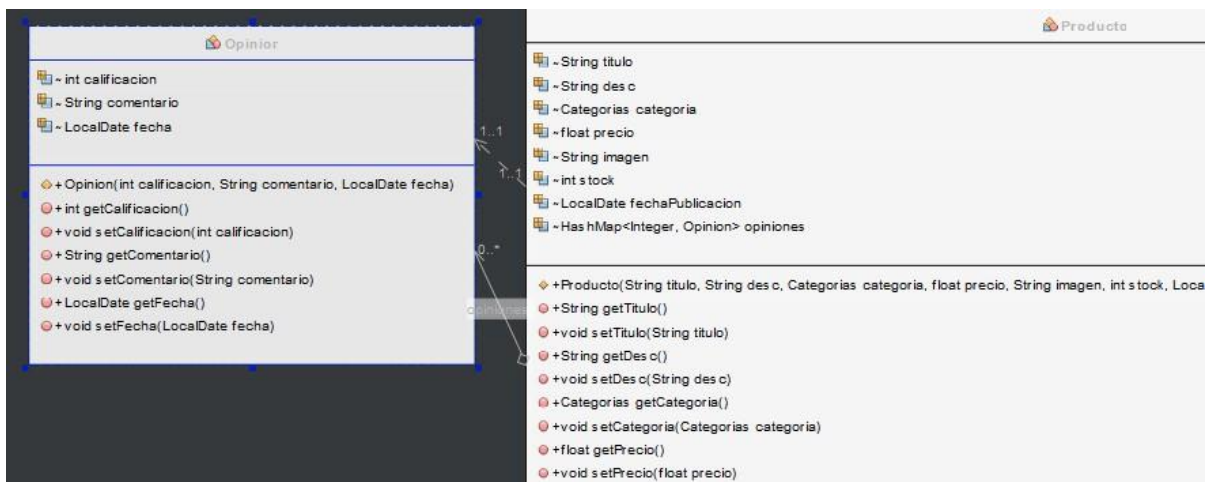 Opinior
~ int calificacion
~ String comentario
~ LocalDate fecha
+ Opinion(int calificacion, String comentario, LocalDate fecha)
+ int getCalificacion()
+ void setCalificacion(int calificacion)
+ String getComentario()
+ void setComentario(String comentario)
+ LocalDate getFecha()
+ void setFecha(LocalDate fecha)
1..1
1..1
0..*
opiniones
Producto
~String titulo
~String desc
~Categorias categoria
~float precio
~String imagen
~int stock
~LocalDate fechaPublicacion
~HashMap<Integer, Opinion> opiniones
+Producto(String titulo, String desc, Categorias categoria, float precio, String imagen, int stock, Loca
+String getTitulo()
+void setTitulo(String titulo)
+String getDesc()
+void setDesc(String desc)
+Categorias getCategoria()
+void setCategoria(Categorias categoria)
+float getPrecio()
+void setPrecio(float precio)